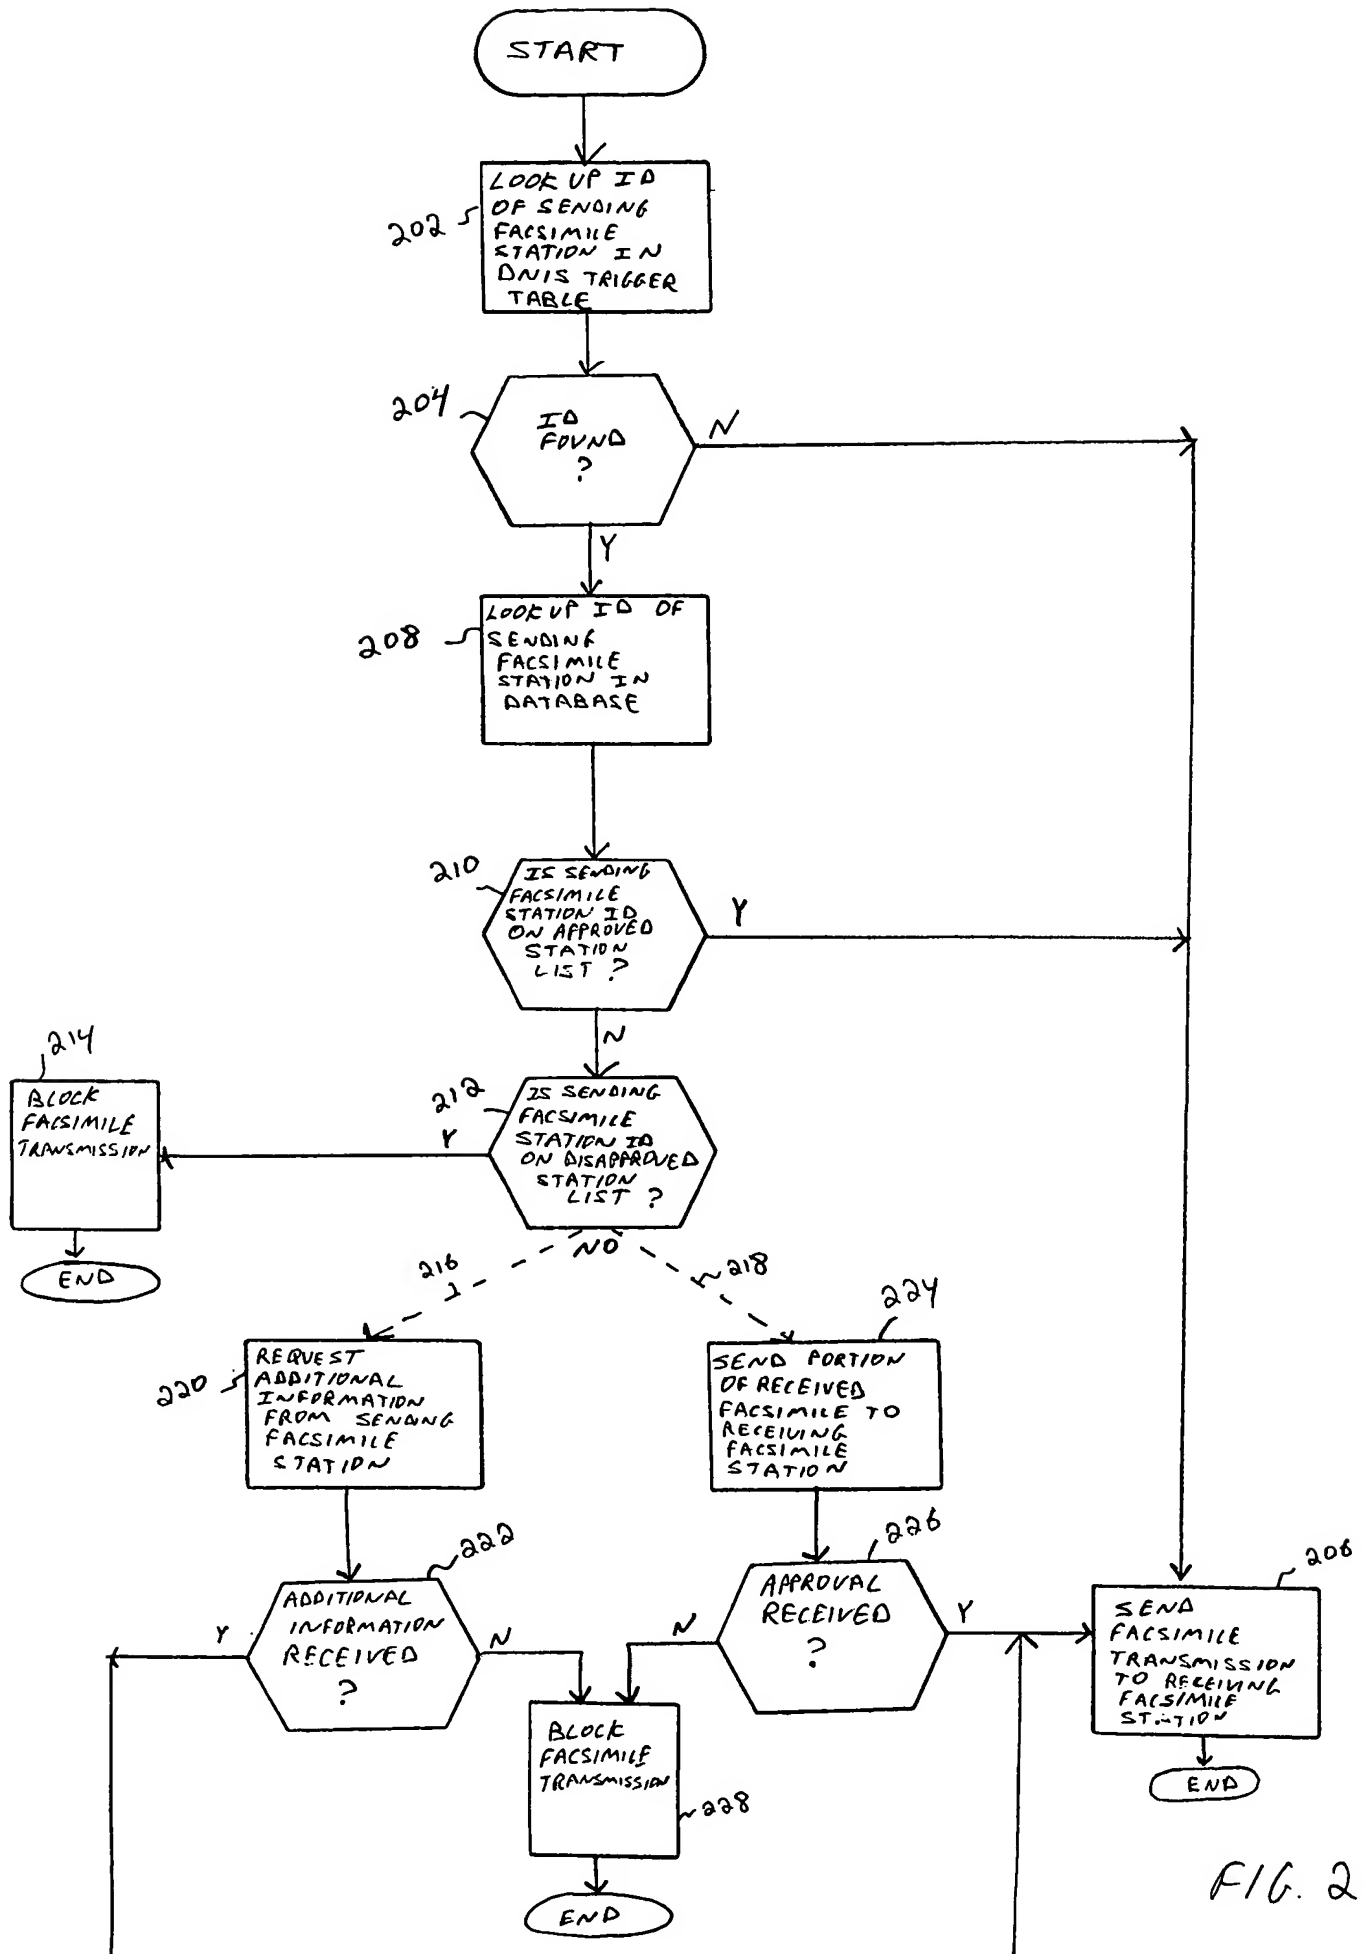 START
LOOK UP ID
OF SENDING
FACSIMILE
STATION IN
DNIS TRIGGER
TABLE
202
204
ID
FOUND
?
N
Y
LOOK UP ID OF
SENDING
FACSIMILE
STATION IN
DATABASE
208
210
IS SENDING
FACSIMILE
STATION ID
ON APPROVED
STATION
LIST ?
Y
N
214
BLOCK
FACSIMILE
TRANSMISSION
END
212
IS SENDING
FACSIMILE
STATION ID
ON DISAPPROVED
STATION
LIST ?
Y
NO
216
218
220
REQUEST
ADDITIONAL
INFORMATION
FROM SENDING
FACSIMILE
STATION
224
SEND PORTION
OF RECEIVED
FACSIMILE TO
RECEIVING
FACSIMILE
STATION
222
ADDITIONAL
INFORMATION
RECEIVED
?
Y
N
226
APPROVAL
RECEIVED
?
N
Y
206
SEND
FACSIMILE
TRANSMISSION
TO RECEIVING
FACSIMILE
STATION
END
BLOCK
FACSIMILE
TRANSMISSION
228
END
FIG. 2